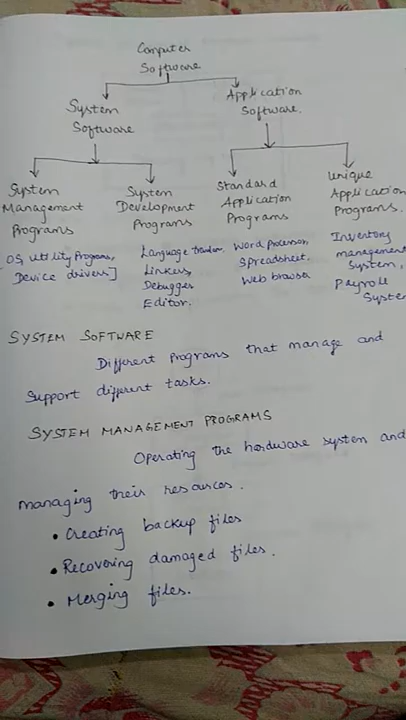 Computer
Software
System
Software
Application
Software.
System
Management
Programs
[OS, Utility Programs,
Device drivers]
System
Development
Programs
Language
Linkers,
Debugger
Editor.
Standard
Application
Programs
Word Processor,
Spreadsheet.
Web browser
Unique
Application
Programs.
Inventory
management
System,
Payroll
System
SYSTEM SOFTWARE
Different Programs that manage and
Support different tasks.
SYSTEM MANAGEMENT PROGRAMS
Operating the hardware system and
managing their resources.
• Creating backup files
• Recovering damaged files.
• Merging files.